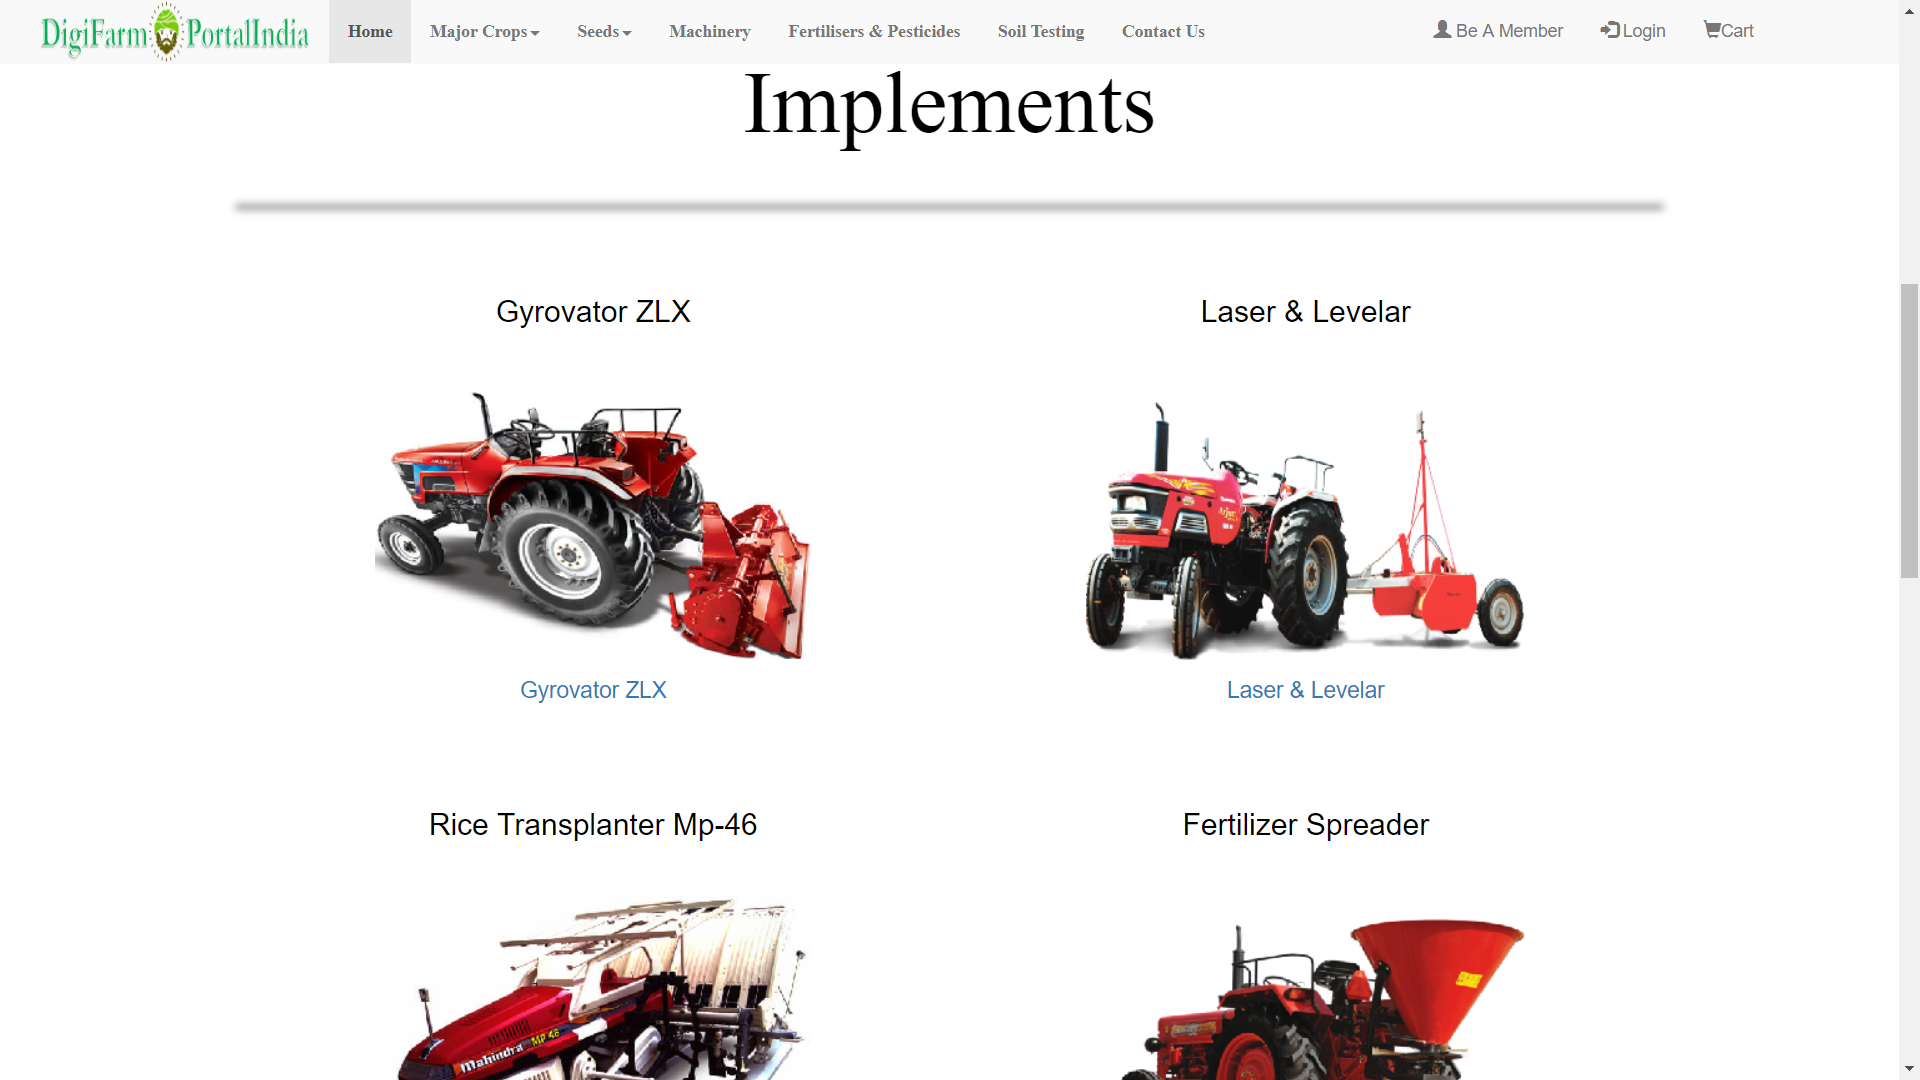 DigiFarm PortalIndia Home Major Crops Seeds Machinery Fertilisers & Pesticides Soil Testing Contact Us Be A Member Login Cart
Implements
Gyrovator ZLX
Laser & Levelar
Gyrovator ZLX
Laser & Levelar
Rice Transplanter Mp-46
Fertilizer Spreader
Mahindra MP 46